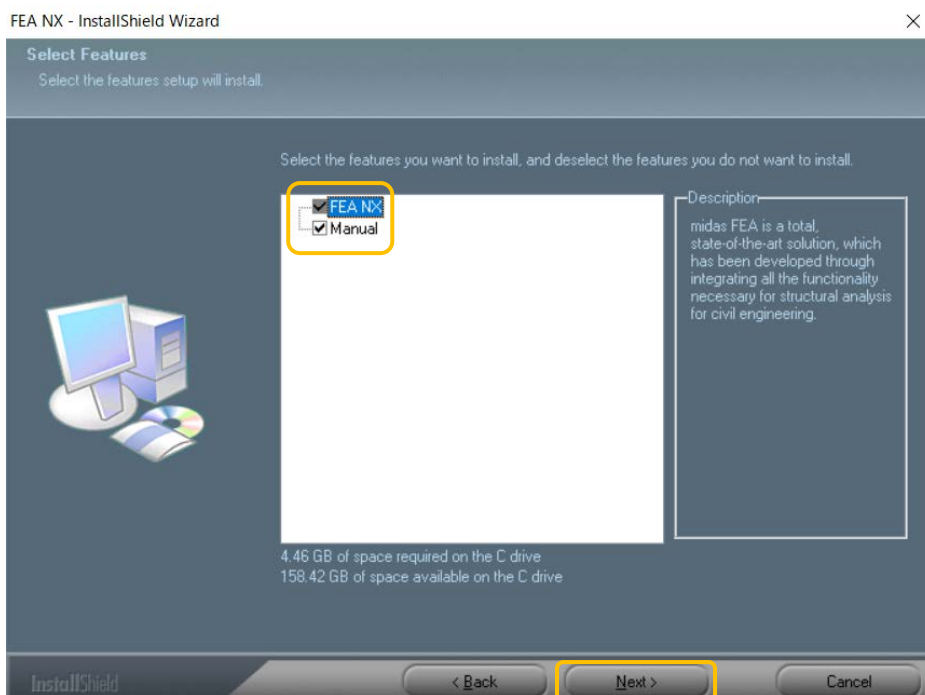 FEA NX - InstallShield Wizard
Select Features
Select the features setup will install.
Select the features you want to install, and deselect the features you do not want to install.
FEA NX
Manual
Description
midas FEA is a total,
state-of-the-art solution, which
has been developed through
integrating all the functionality
necessary for structural analysis
for civil engineering.
4.46 GB of space required on the C drive
158.42 GB of space available on the C drive
InstallShield
< Back
Next >
Cancel